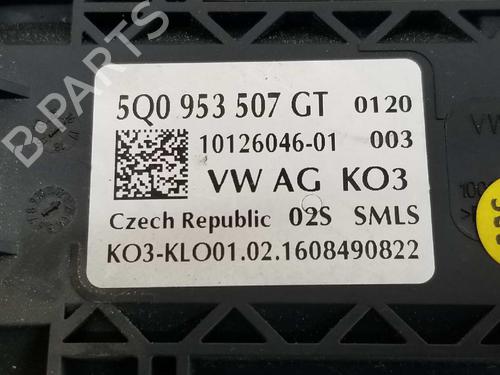 B-PARTS
5Q0 953 507 GT 0120
10126046-01 003
VW AG KO3
Czech Republic 02S SMLS
KO3-KLO01.02.1608490822